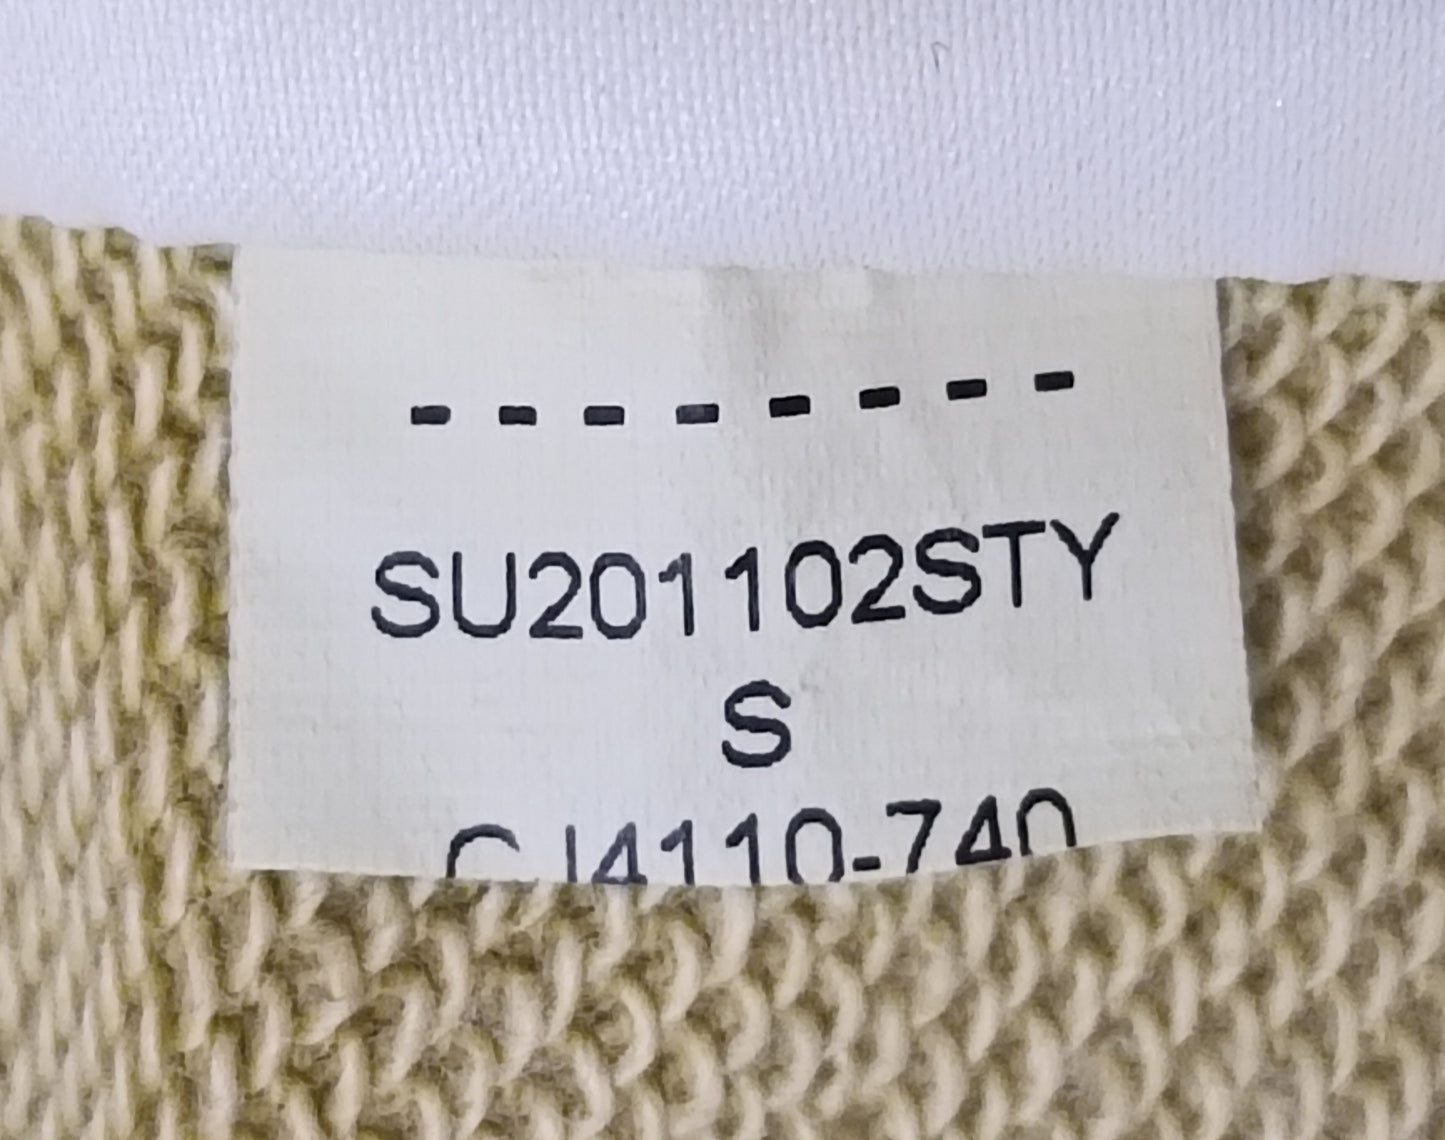 --------
SU201102STY
S
CJ4110-740